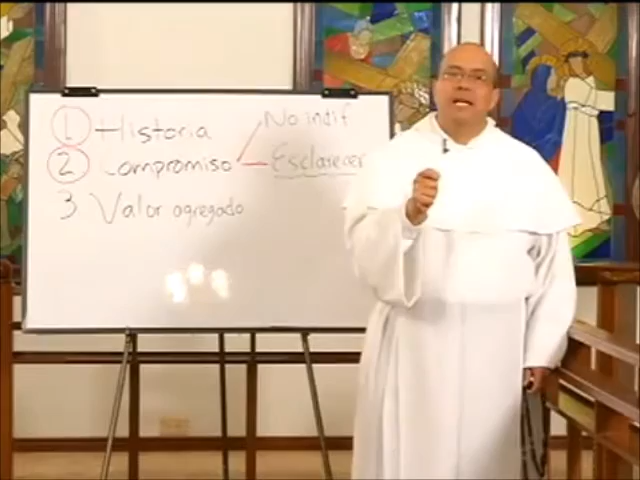 1 Historia
No indif
2 Compromiso
Esclarecer
3 Valor agregado